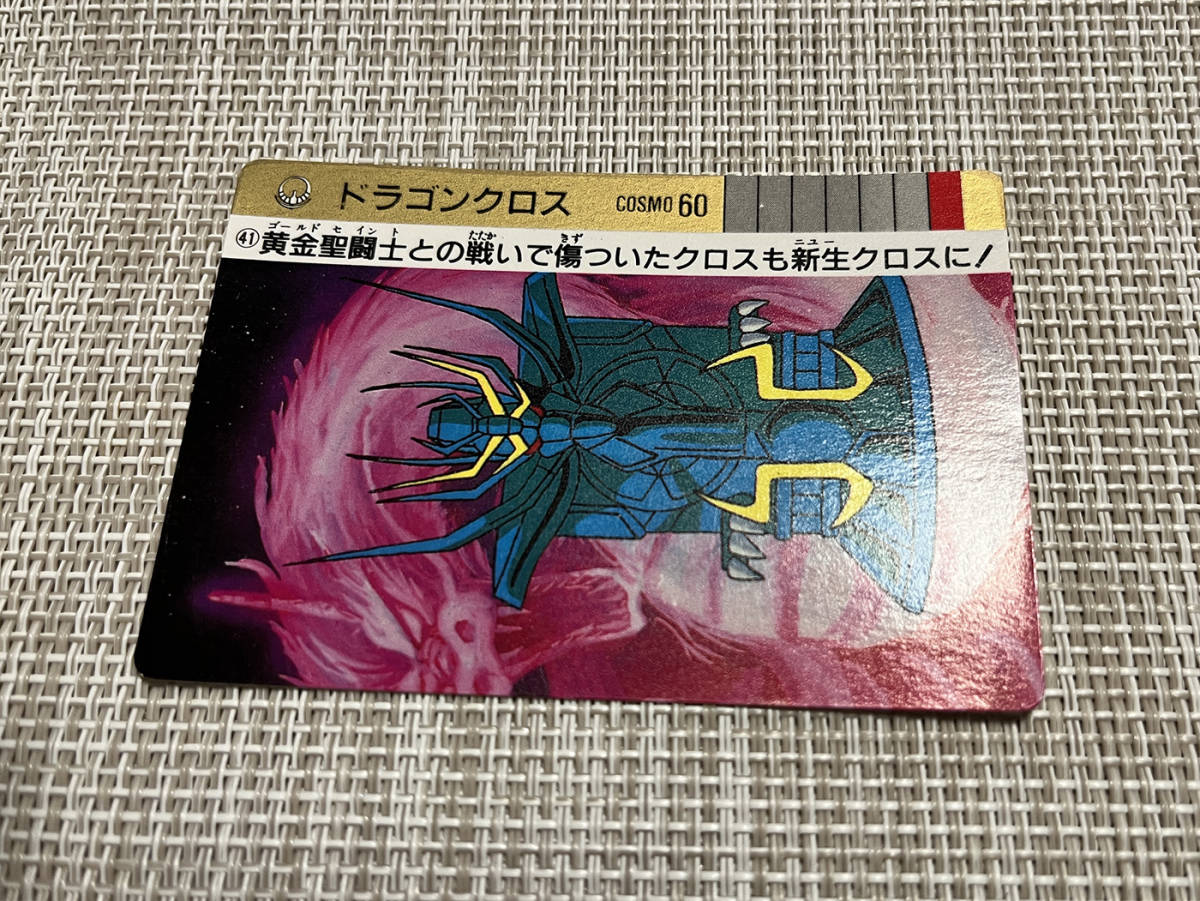 ドラゴンクロス COSMO 60
ゴールドセイント たたか きず ニュー
㊶黄金聖闘士との戦いで傷ついたクロスも新生クロスに!